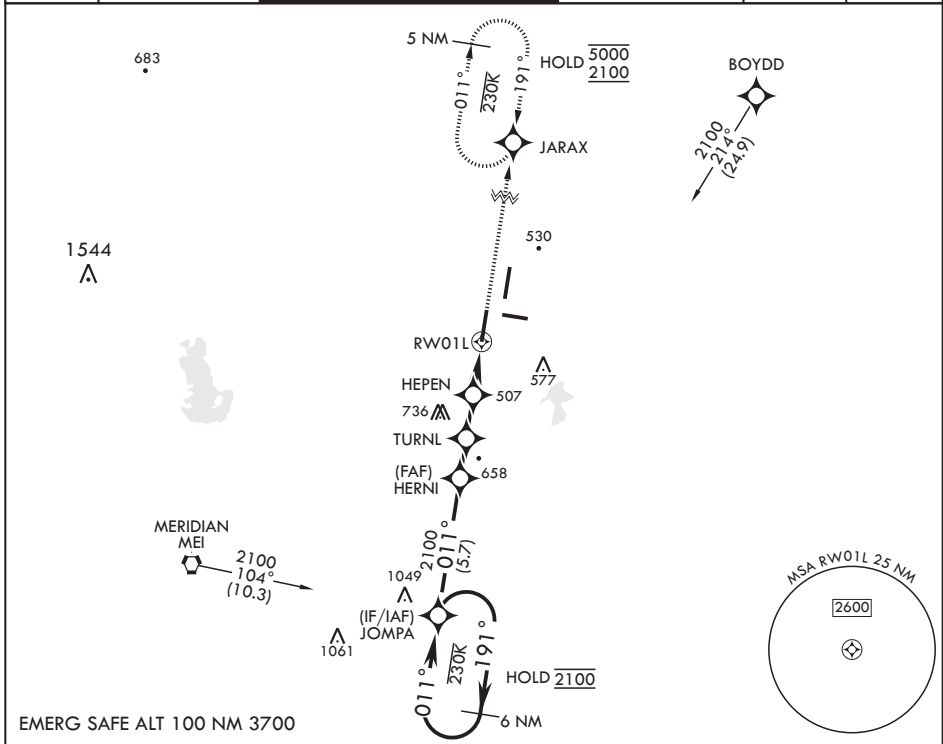 5 NM
683
HOLD 5000
2100
011°
230K
191°
BOYDD
2100
214°
(24.9)
JARAX
1544
530
RW01L
577
HEPEN
507
736
TURNL
(FAF)
HERNI
658
MERIDIAN
MEI
2100
104°
(10.3)
2100
011°
(5.7)
1049
(IF/IAF)
JOMPA
1061
011°
230K
191°
HOLD 2100
6 NM
MSA RW01L 25 NM
2600
EMERG SAFE ALT 100 NM 3700